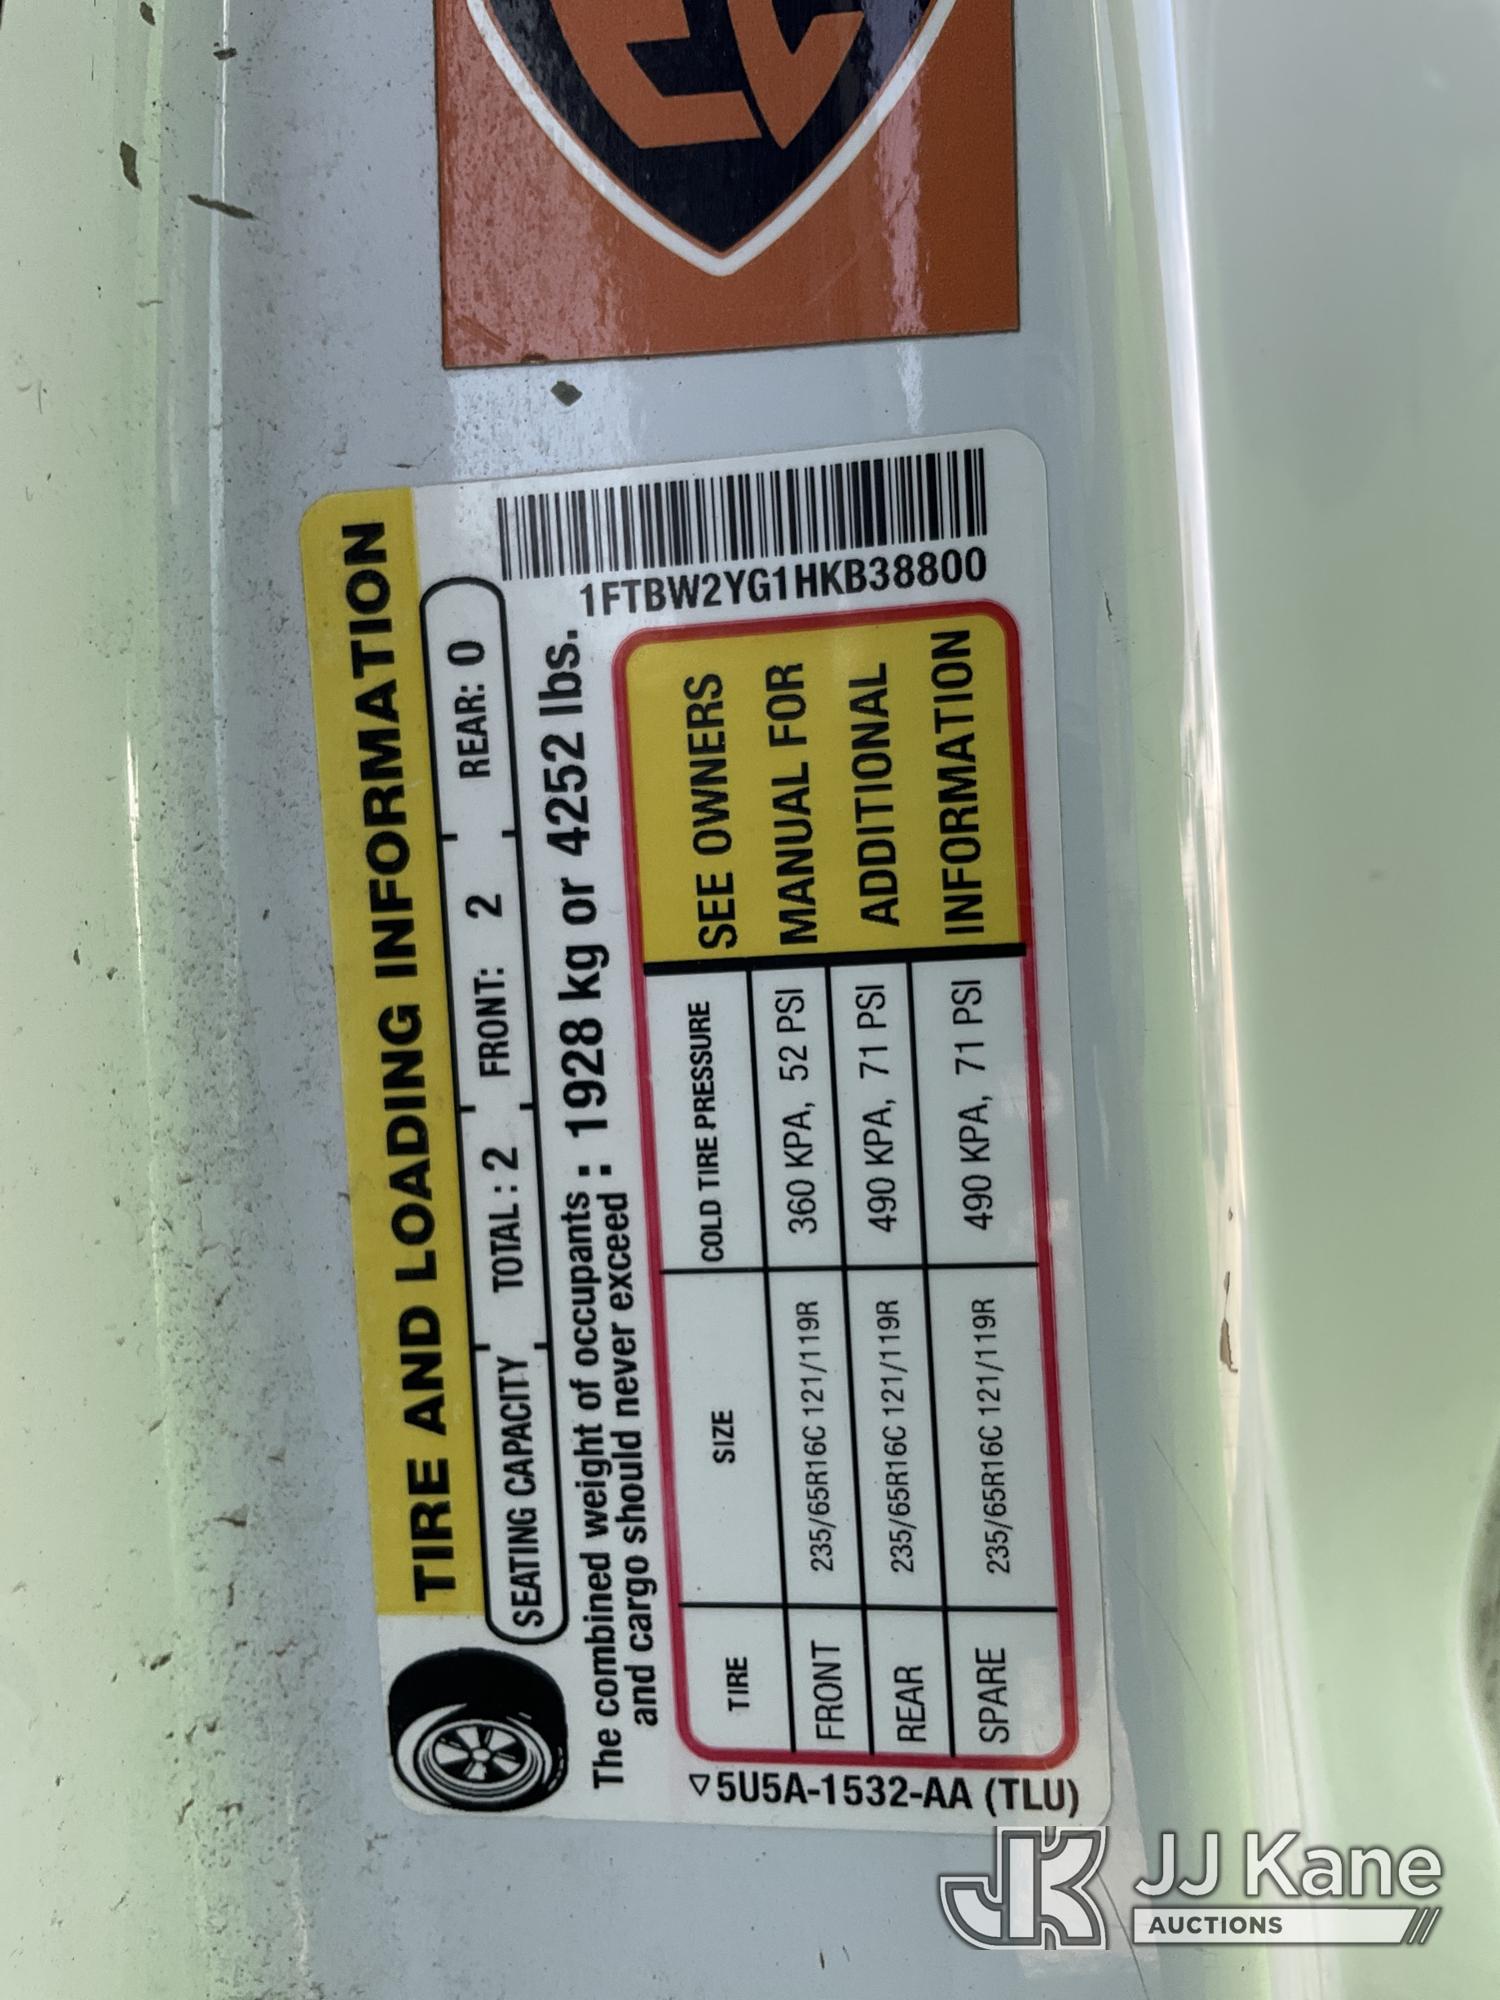 TIRE AND LOADING INFORMATION
SEATING CAPACITY TOTAL : 2 FRONT: 2 REAR: 0
The combined weight of occupants : 1928 kg or 4252 lbs.
and cargo should never exceed :
1FTBW2YG1HKB38800
TIRE SIZE COLD TIRE PRESSURE
FRONT 235/65R16C 121/119R 360 KPA, 52 PSI
REAR 235/65R16C 121/119R 490 KPA, 71 PSI
SPARE 235/65R16C 121/119R 490 KPA, 71 PSI
SEE OWNERS
MANUAL FOR
ADDITIONAL
INFORMATION
5U5A-1532-AA (TLU)
JJ Kane
AUCTIONS